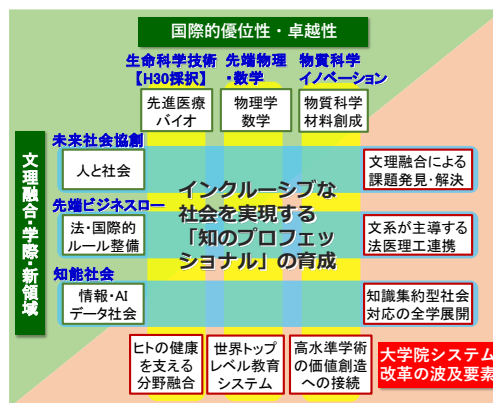 国際的優位性・卓越性
生命科学技術
【H30採択】
先端物理
・数学
物質科学
イノベーション
先進医療
バイオ
物理学
数学
物質科学
材料創成
文理融合・学際・新領域
未来社会協創
人と社会
文理融合による
課題発見・解決
先端ビジネスロー
法・国際的
ルール整備
文系が主導する
法医理工連携
知能社会
情報・AI
データ社会
知識集約型社会
対応の全学展開
インクルーシブな
社会を実現する
「知のプロフェッ
ショナル」の育成
ヒトの健康
を支える
分野融合
世界トップ
レベル教育
システム
高水準学術
の価値創造
への接続
大学院システム
改革の波及要素